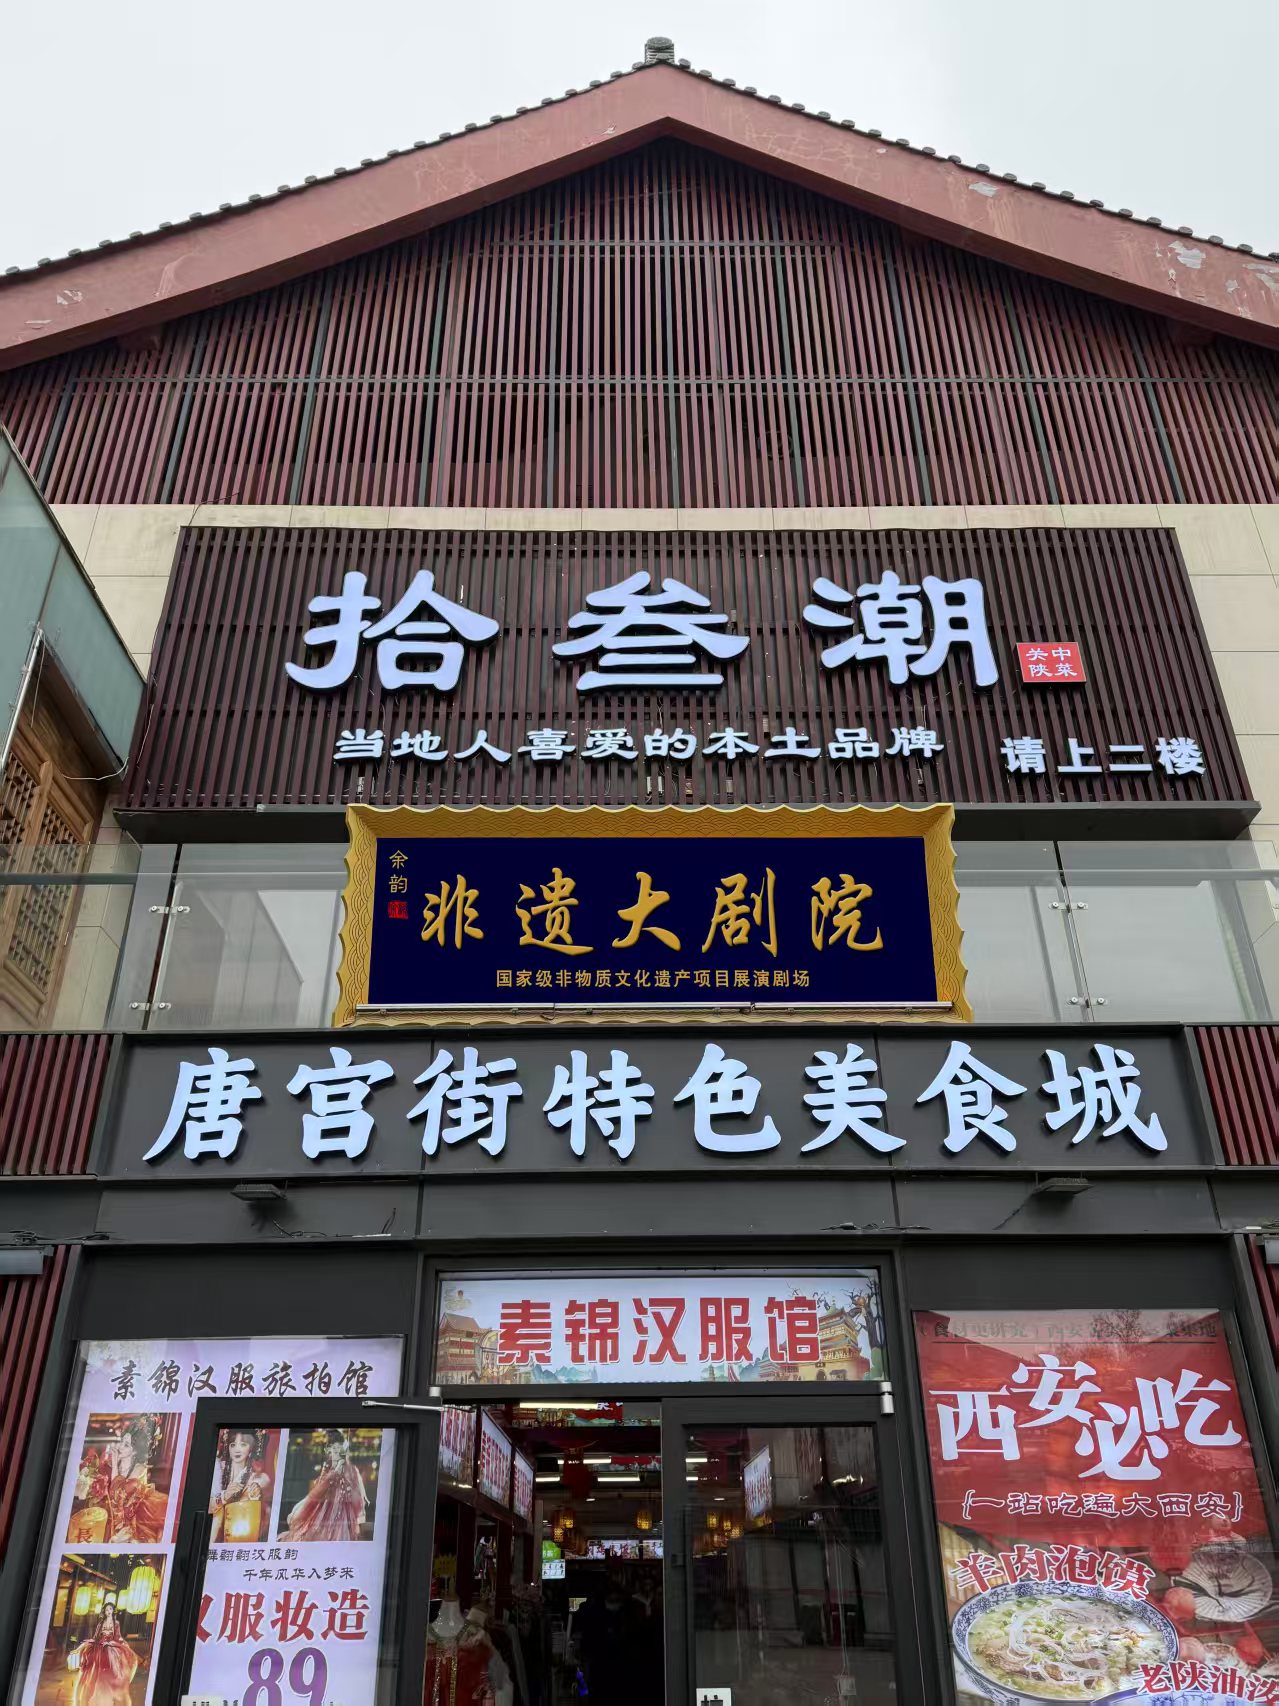 拾叁潮
关中
陕菜
当地人喜爱的本土品牌
请上二楼
余韵
非遗大剧院
国家级非物质文化遗产项目展演剧场
唐宫街特色美食城
素锦汉服馆
素锦汉服旅拍馆
翩翩汉服韵
千年风华入梦来
汉服妆造
89
西安必吃
{一站吃遍大西安}
羊肉泡馍
老陕油泼